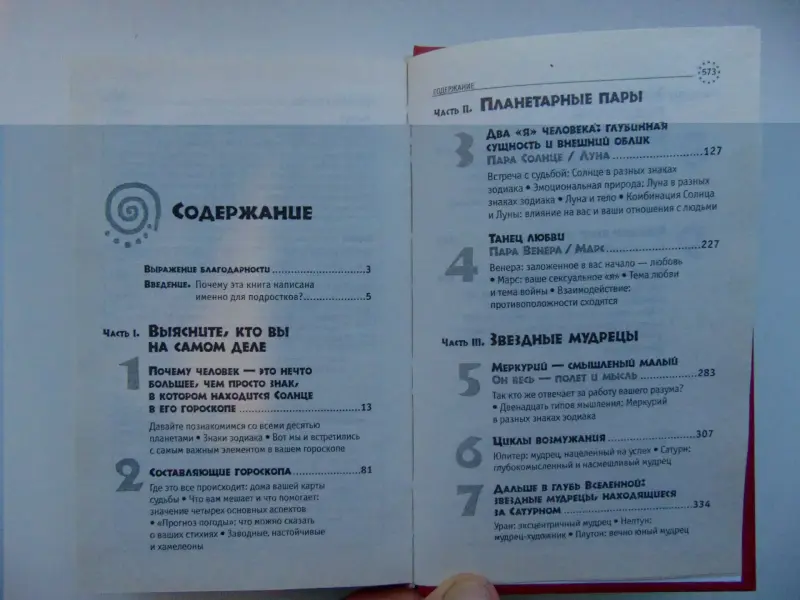 Содержание
Выражение благодарности 3
Введение. Почему эта книга написана
именно для подростков? 5
Часть I. Выясните, кто вы
на самом деле
1 Почему человек — это нечто
большее, чем просто знак,
в котором находится Солнце
в его гороскопе 13
Давайте познакомимся со всеми десятью
планетами • Знаки зодиака • Вот мы и встретились
с самым важным элементом в вашем гороскопе
2 Составляющие гороскопа 81
Где это все происходит: дома вашей карты
судьбы • Что вам мешает и что помогает:
значение четырех основных аспектов
• «Прогноз погоды»: что можно сказать
о ваших стихиях • Заводные, настойчивые
и хамелеоны
СОДЕРЖАНИЕ 573
Часть II. Планетарные пары
3 Два «я» человека: глубинная
сущность и внешний облик
Пара Солнце / Луна 127
Встреча с судьбой: Солнце в разных знаках
зодиака • Эмоциональная природа: Луна в разных
знаках зодиака • Луна и тело • Комбинация Солнца
и Луны: влияние на вас и ваши отношения с людьми
4 Танец любви
Пара Венера / Марс 227
Венера: заложенное в вас начало — любовь
• Марс: ваше сексуальное «я» • Тема любви
и тема войны • Взаимодействие:
противоположности сходятся
Часть III. Звездные мудрецы
5 Меркурий — смышленый малый
Он весь — полет и мысль 283
Так кто же отвечает за работу вашего разума?
• Двенадцать типов мышления: Меркурий
в разных знаках зодиака
6 Циклы возмужания 307
Юпитер: мудрец, нацеленный на успех • Сатурн:
глубокомысленный и насмешливый мудрец
7 Дальше в глубь Вселенной:
звездные мудрецы, находящиеся
за Сатурном 334
Уран: эксцентричный мудрец • Нептун:
мудрец-художник • Плутон: вечно юный мудрец